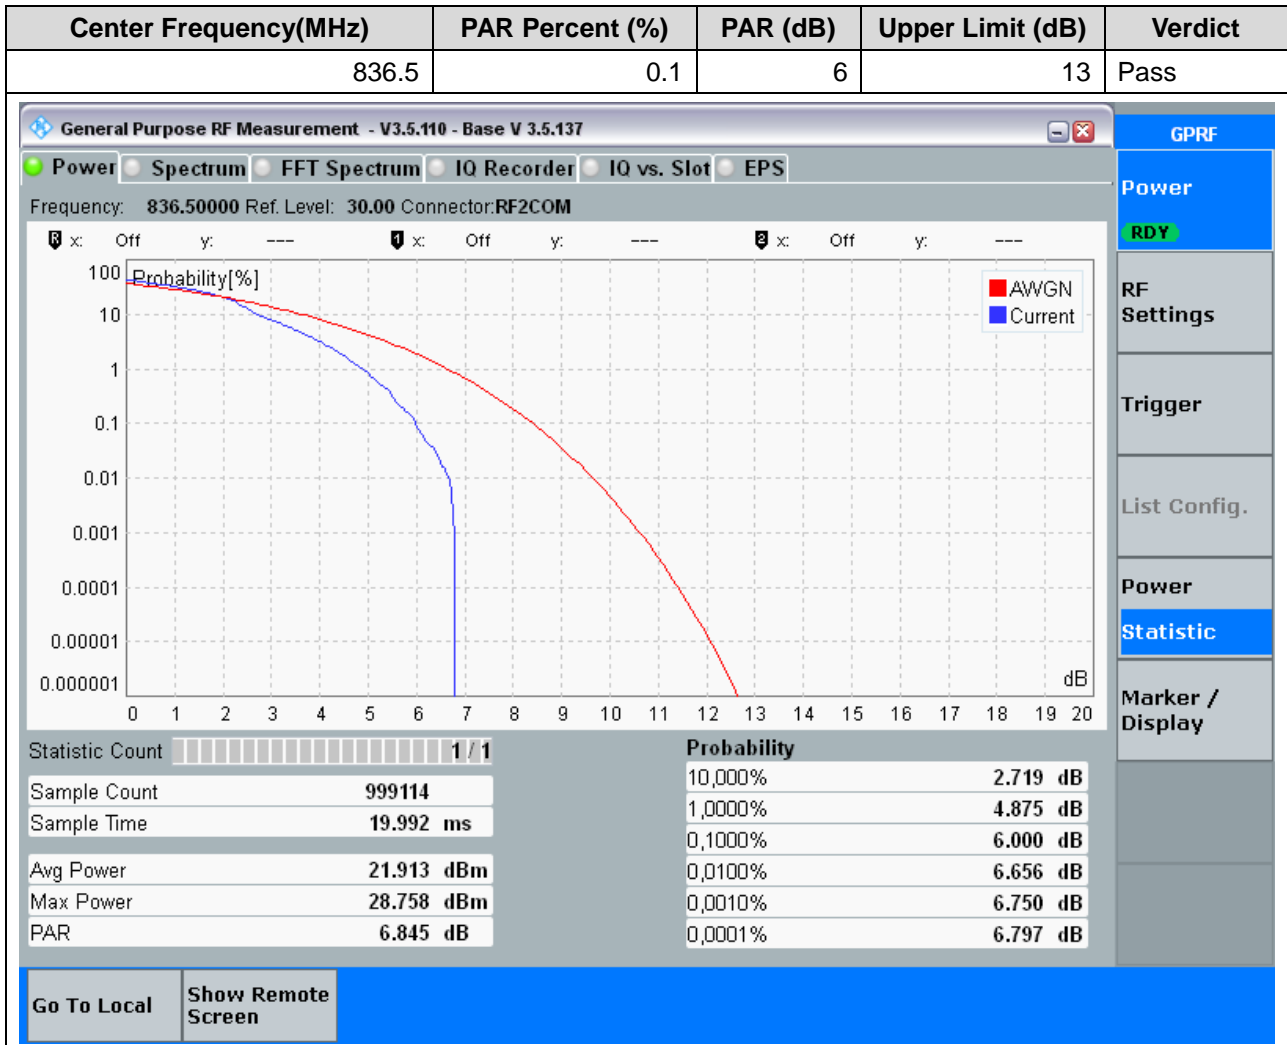 Center Frequency(MHz) PAR Percent (%) PAR (dB) Upper Limit (dB) Verdict
836.5 0.1 6 13 Pass
General Purpose RF Measurement - V3.5.110 - Base V 3.5.137
GPRF
Power Spectrum FFT Spectrum IQ Recorder IQ vs. Slot EPS
Power
RDY
Frequency: 836.50000 Ref. Level: 30.00 Connector:RF2COM
R x: Off y: --- 1 x: Off y: --- 2 x: Off y: ---
Probability[%]
AWGN
Current
100
10
1
0.1
0.01
0.001
0.0001
0.00001
0.000001
dB
0 1 2 3 4 5 6 7 8 9 10 11 12 13 14 15 16 17 18 19 20
RF
Settings
Trigger
List Config.
Power
Statistic
Marker /
Display
Statistic Count 1 / 1
Sample Count 999114
Sample Time 19.992 ms
Avg Power 21.913 dBm
Max Power 28.758 dBm
PAR 6.845 dB
Probability
10,000% 2.719 dB
1,0000% 4.875 dB
0,1000% 6.000 dB
0,0100% 6.656 dB
0,0010% 6.750 dB
0,0001% 6.797 dB
Go To Local
Show Remote
Screen